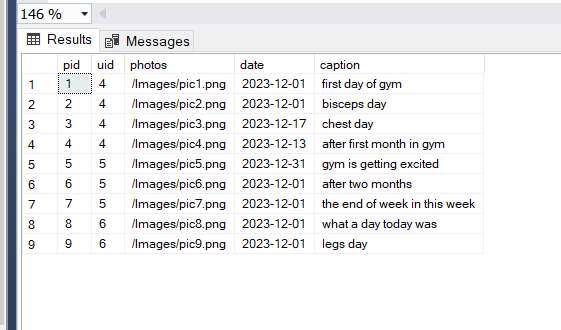 146 %
Results Messages
pid uid photos date caption
1 1 4 /Images/pic1.png 2023-12-01 first day of gym
2 2 4 /Images/pic2.png 2023-12-01 bisceps day
3 3 4 /Images/pic3.png 2023-12-17 chest day
4 4 4 /Images/pic4.png 2023-12-13 after first month in gym
5 5 5 /Images/pic5.png 2023-12-31 gym is getting excited
6 6 5 /Images/pic6.png 2023-12-01 after two months
7 7 5 /Images/pic7.png 2023-12-01 the end of week in this week
8 8 6 /Images/pic8.png 2023-12-01 what a day today was
9 9 6 /Images/pic9.png 2023-12-01 legs day